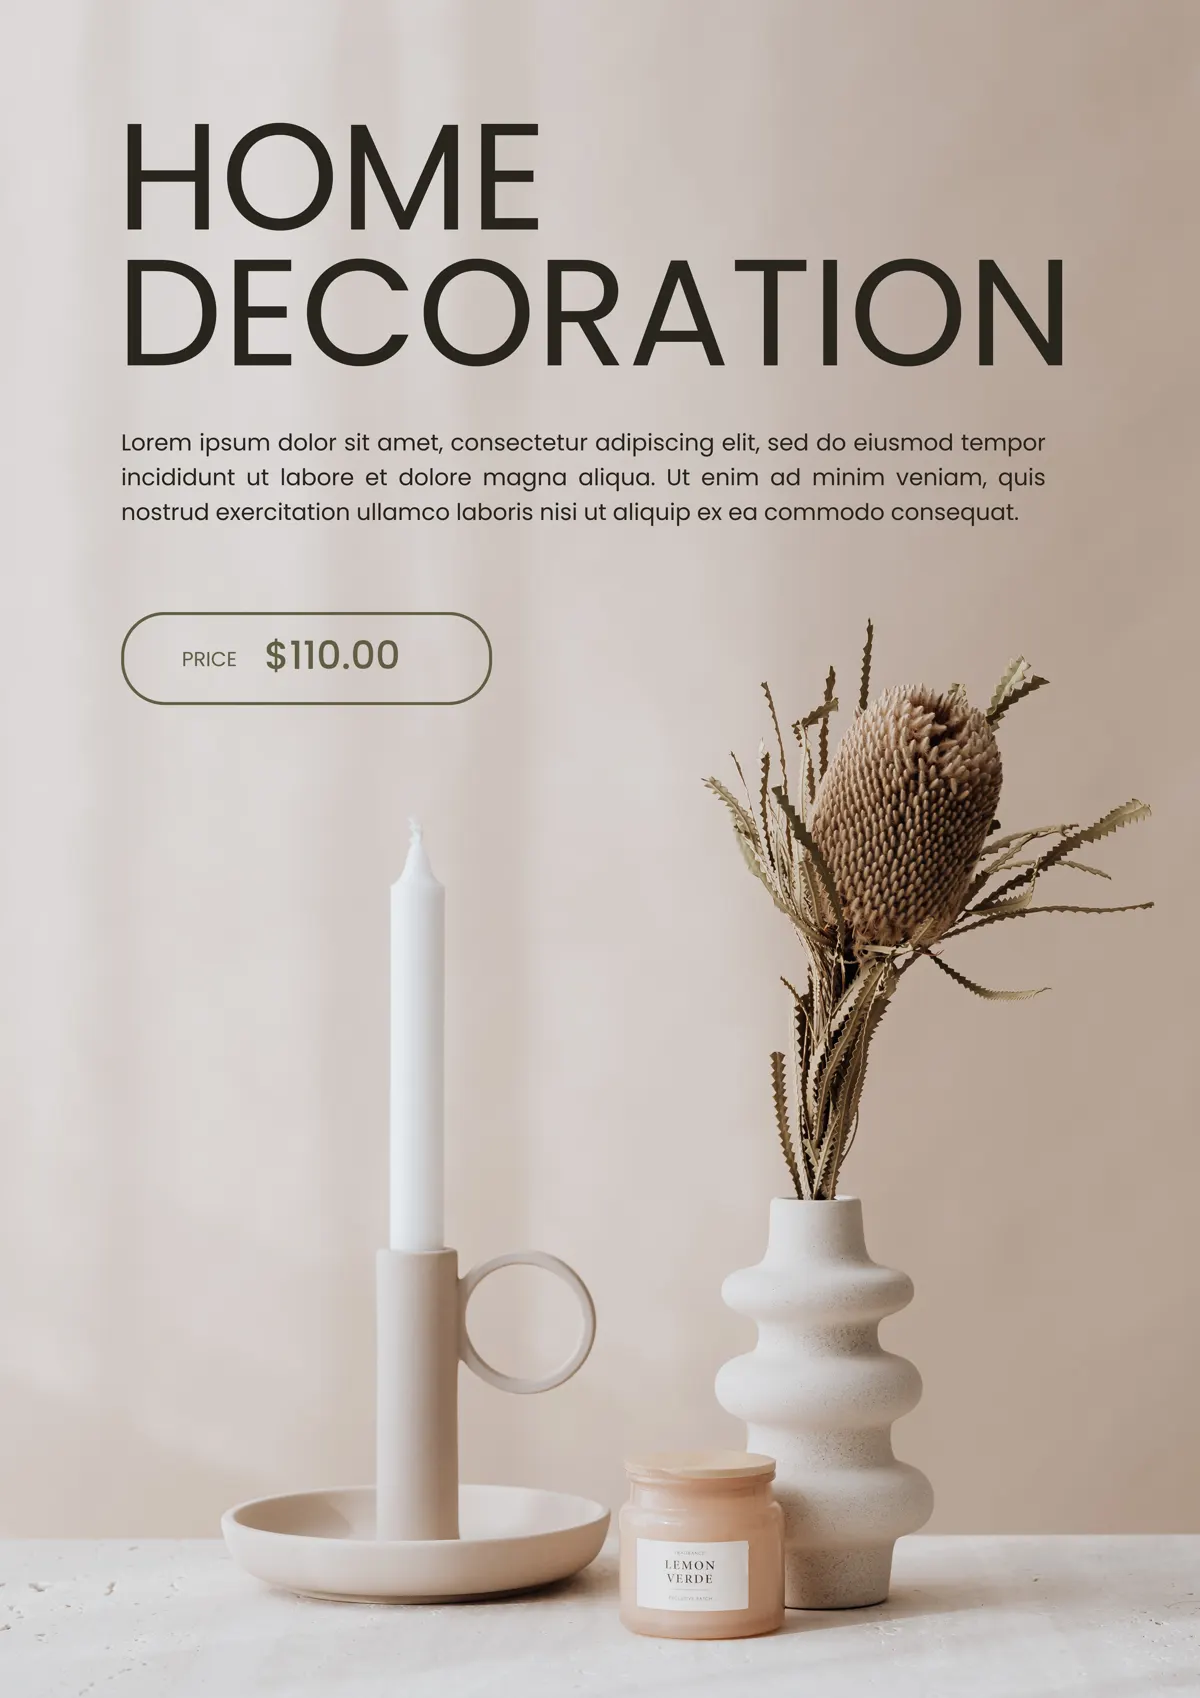 HOME
DECORATION
Lorem ipsum dolor sit amet, consectetur adipiscing elit, sed do eiusmod tempor
incididunt ut labore et dolore magna aliqua. Ut enim ad minim veniam, quis
nostrud exercitation ullamco laboris nisi ut aliquip ex ea commodo consequat.
PRICE $110.00
LEMON
VERDE